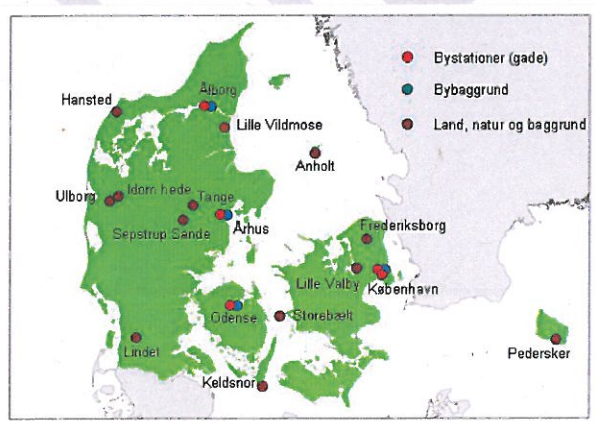 Bystationer (gade)
Bybaggrund
Land, natur og baggrund
Ålborg
Hansted
Lille Vildmose
Anholt
Idom hede
Ulborg
Tange
Århus
Sepstrup Sande
Frederiksborg
Lille Valby
København
Odense
Storebælt
Lindet
Pedersker
Keldsnor